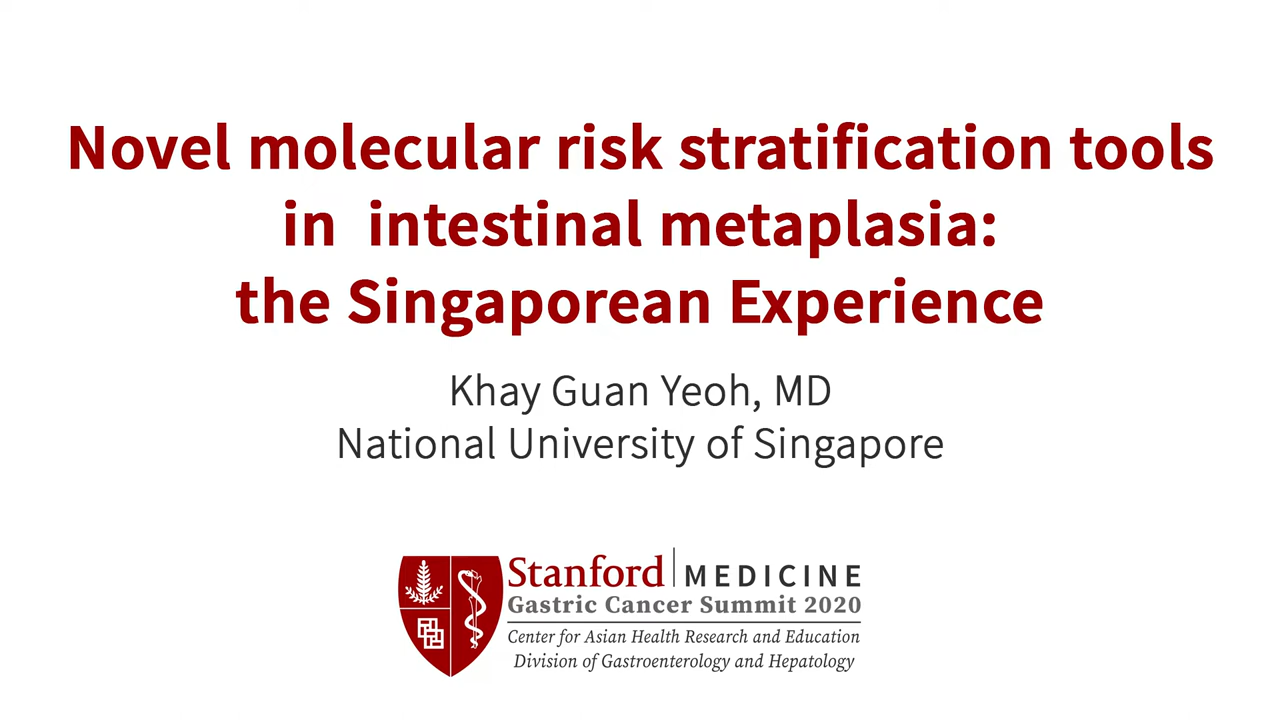 Novel molecular risk stratification tools
in  intestinal metaplasia:
the Singaporean Experience
Khay Guan Yeoh, MD
National University of Singapore
Stanford MEDICINE
Gastric Cancer Summit 2020
Center for Asian Health Research and Education
Division of Gastroenterology and Hepatology